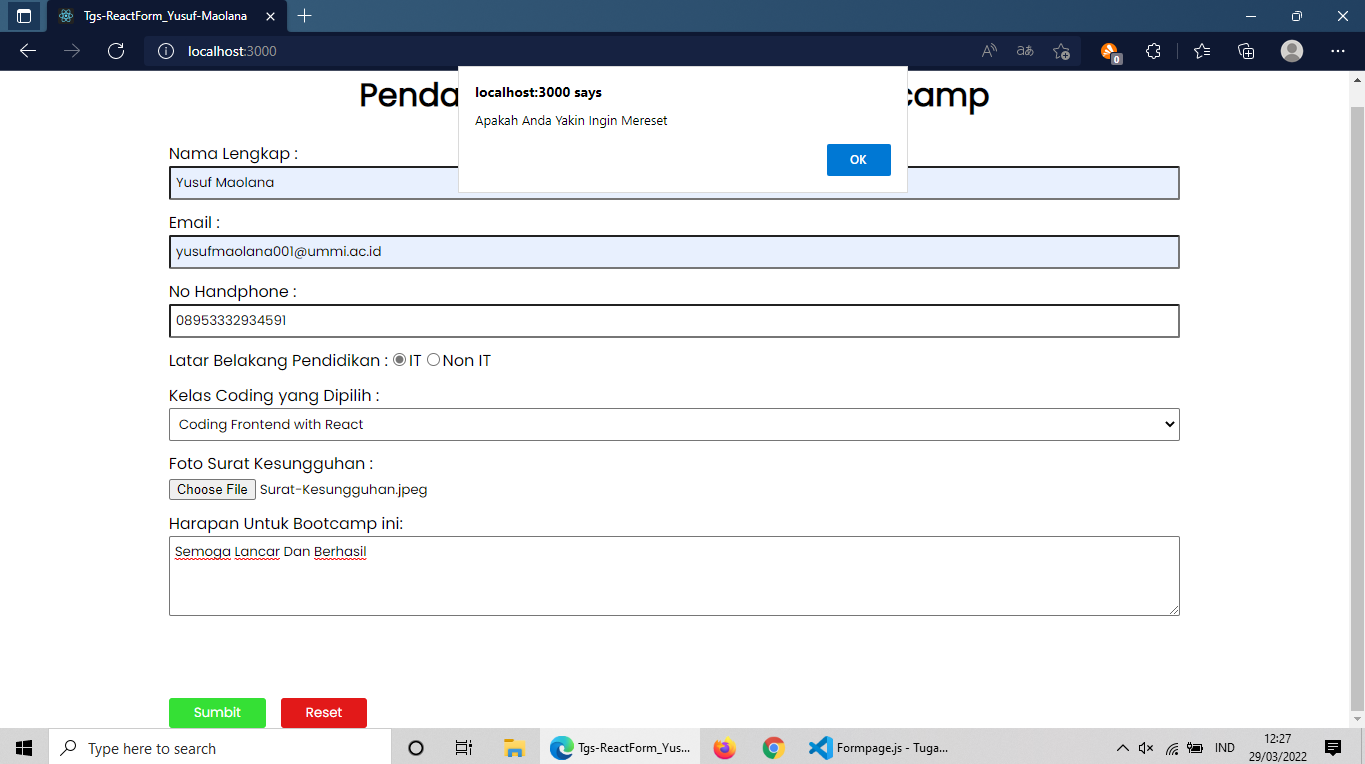 Tgs-ReactForm_Yusuf-Maolana
localhost:3000
0
Penda camp
localhost:3000 says
Apakah Anda Yakin Ingin Mereset
OK
Nama Lengkap :
Yusuf Maolana
Email :
yusufmaolana001@ummi.ac.id
No Handphone :
08953332934591
Latar Belakang Pendidikan : IT Non IT
Kelas Coding yang Dipilih :
Coding Frontend with React
Foto Surat Kesungguhan :
Choose File Surat-Kesungguhan.jpeg
Harapan Untuk Bootcamp ini:
Semoga Lancar Dan Berhasil
Sumbit Reset
Type here to search
Tgs-ReactForm_Yus...
Formpage.js - Tuga...
IND
12:27
29/03/2022